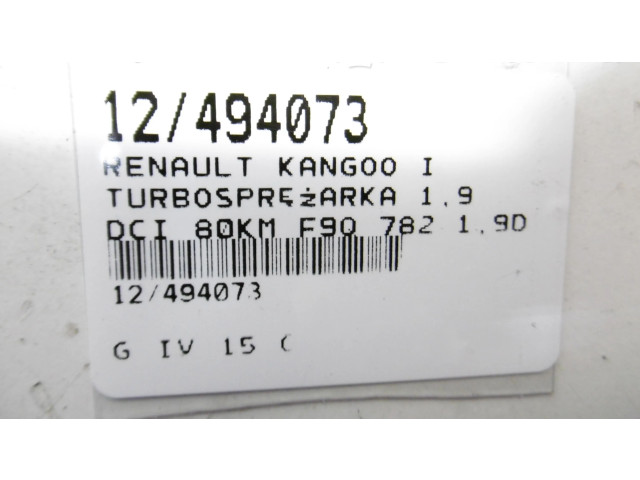 12/494073
RENAULT KANGOO I
TURBOSPRĘżARKA 1,9
DCI 80KM F9Q 782 1,9D
12/494073
G IV 15 C